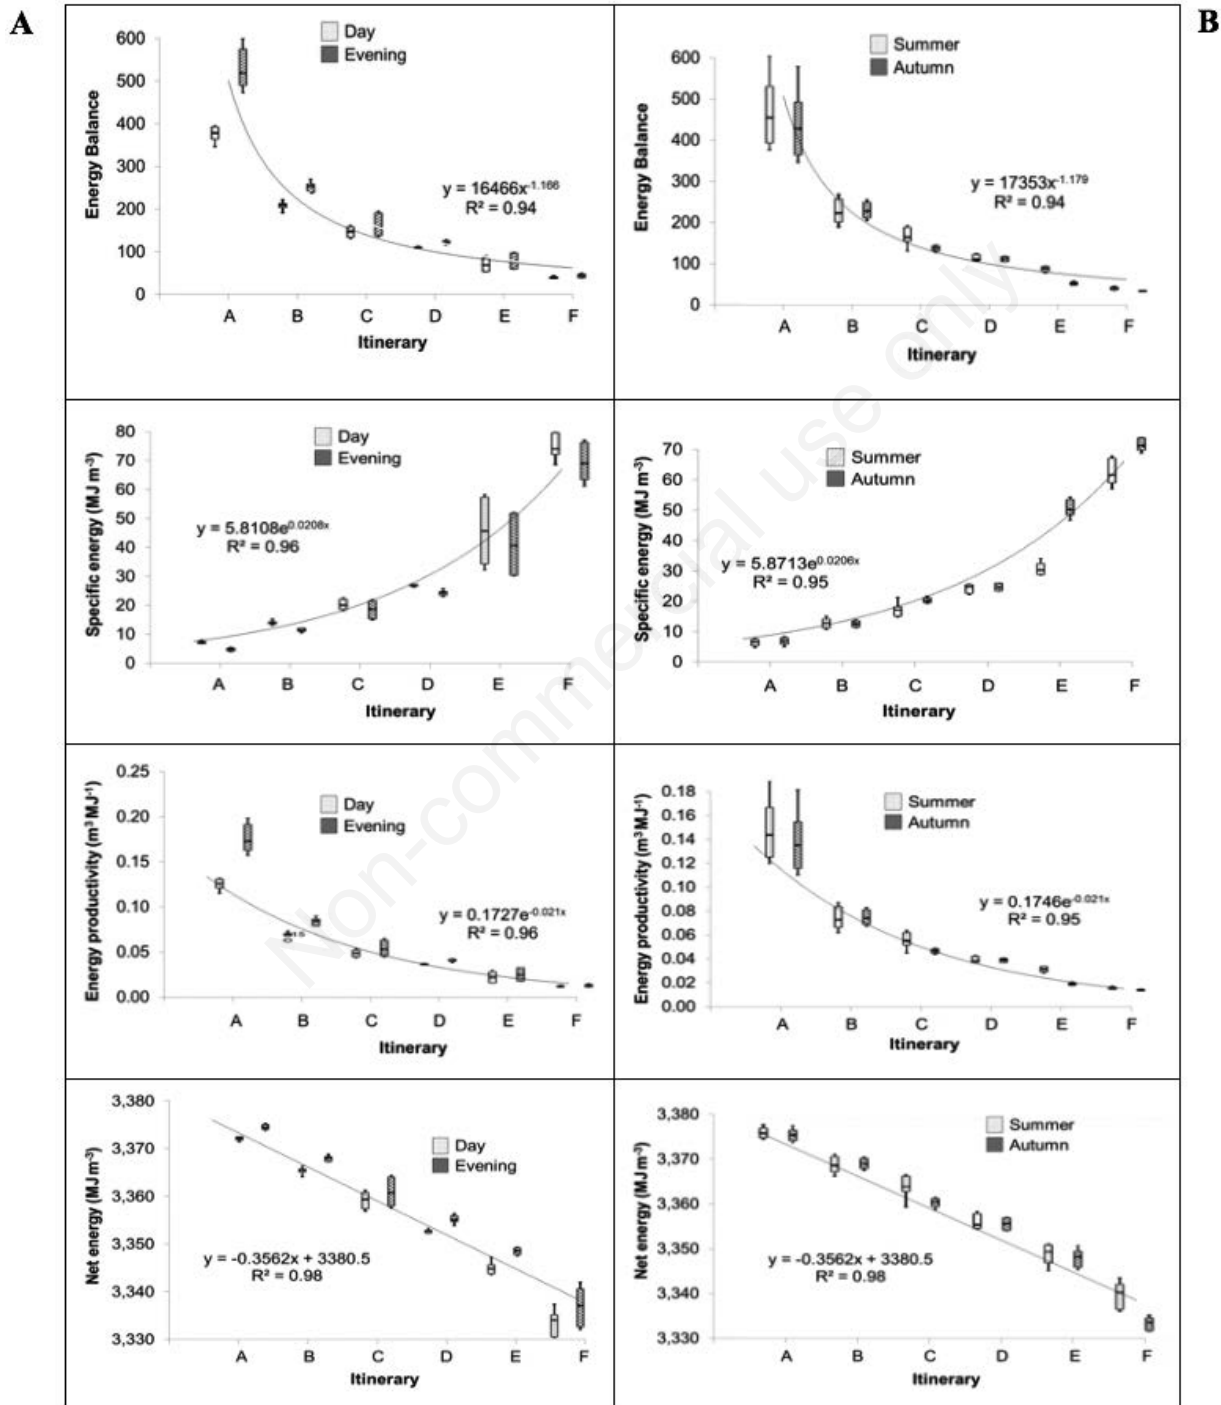 A
B
Day
Evening
600
500
400
300
200
100
0
Energy Balance
y = 16466x-1.166
R² = 0.94
A B C D E F
Itinerary
Summer
Autumn
600
500
400
300
200
100
0
Energy Balance
y = 17353x-1.179
R² = 0.94
A B C D E F
Itinerary
Day
Evening
80
70
60
50
40
30
20
10
0
Specific energy (MJ m-3)
y = 5.8108e0.0208x
R² = 0.96
A B C D E F
Itinerary
Summer
Autumn
70
60
50
40
30
20
10
0
Specific energy (MJ m-3)
y = 5.8713e0.0206x
R² = 0.95
A B C D E F
Itinerary
Day
Evening
0.25
0.20
0.15
0.10
0.05
0.00
Energy productivity (m3 MJ-1)
y = 0.1727e-0.021x
R² = 0.96
A B C D E F
Itinerary
Summer
Autumn
0.18
0.16
0.14
0.12
0.10
0.08
0.06
0.04
0.02
0.00
Energy productivity (m3 MJ-1)
y = 0.1746e-0.021x
R² = 0.95
A B C D E F
Itinerary
Day
Evening
3,380
3,370
3,360
3,350
3,340
3,330
Net energy (MJ m-3)
y = -0.3562x + 3380.5
R² = 0.98
A B C D E F
Itinerary
Summer
Autumn
3,380
3,370
3,360
3,350
3,340
3,330
Net energy (MJ m-3)
y = -0.3562x + 3380.5
R² = 0.98
A B C D E F
Itinerary
Non-commercial use only